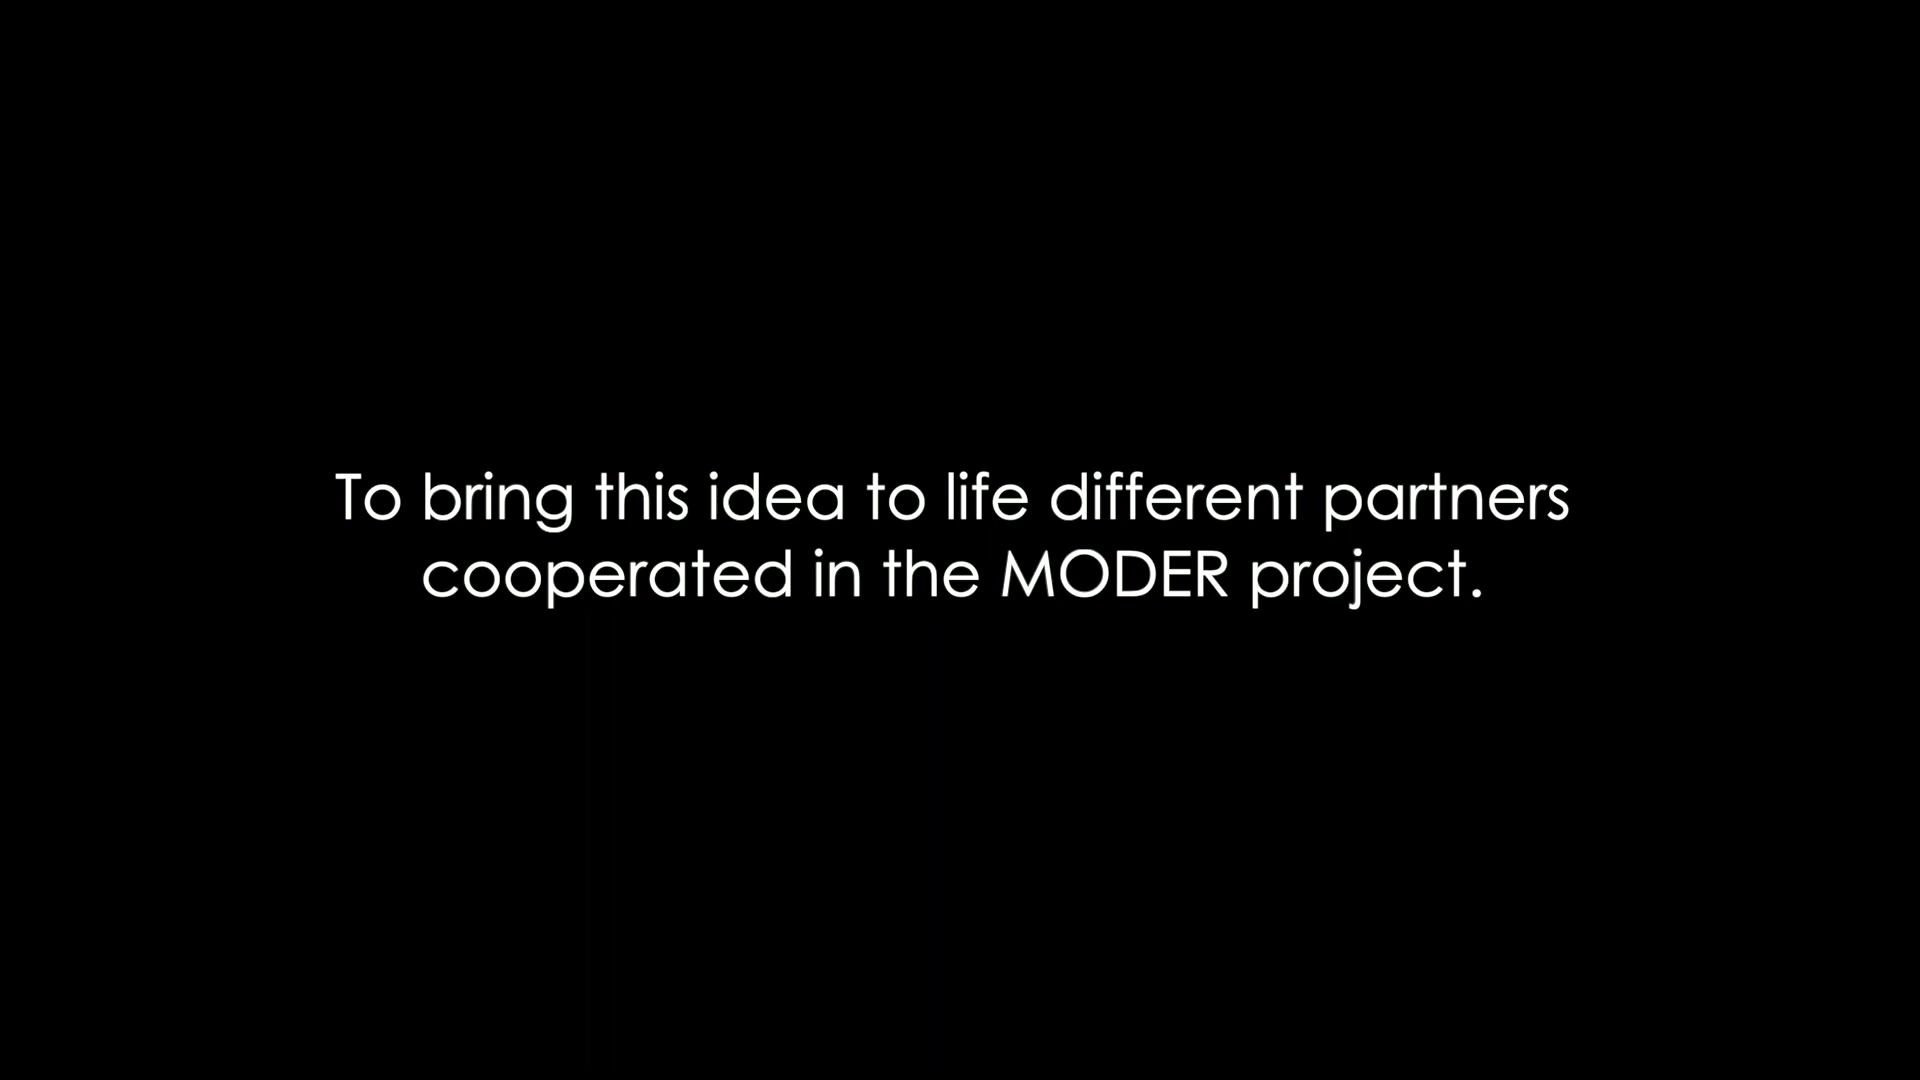 To bring this idea to life different partners
cooperated in the MODER project.